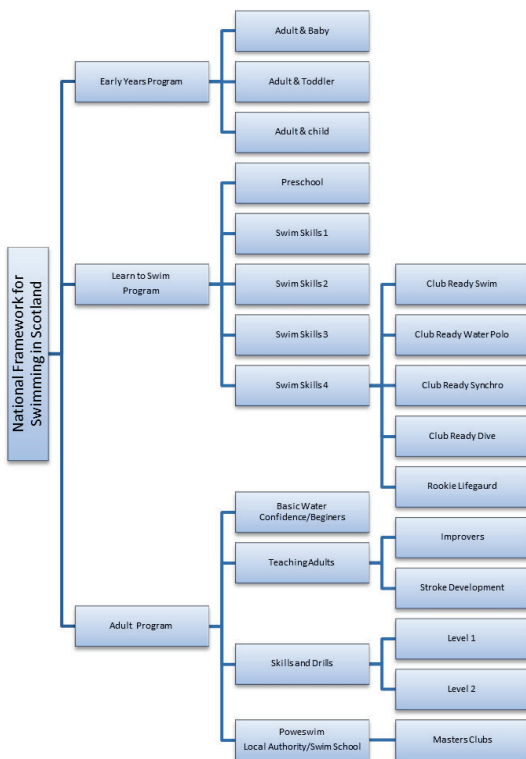 National Framework for
Swimming in Scotland
Early Years Program
Adult & Baby
Adult & Toddler
Adult & child
Learn to Swim
Program
Preschool
Swim Skills 1
Swim Skills 2
Swim Skills 3
Swim Skills 4
Club Ready Swim
Club Ready Water Polo
Club Ready Synchro
Club Ready Dive
Rookie Lifegaurd
Adult Program
Basic Water
Confidence/Beginers
Teaching Adults
Improvers
Stroke Development
Skills and Drills
Level 1
Level 2
Poweswim
Local Authority/Swim School
Masters Clubs